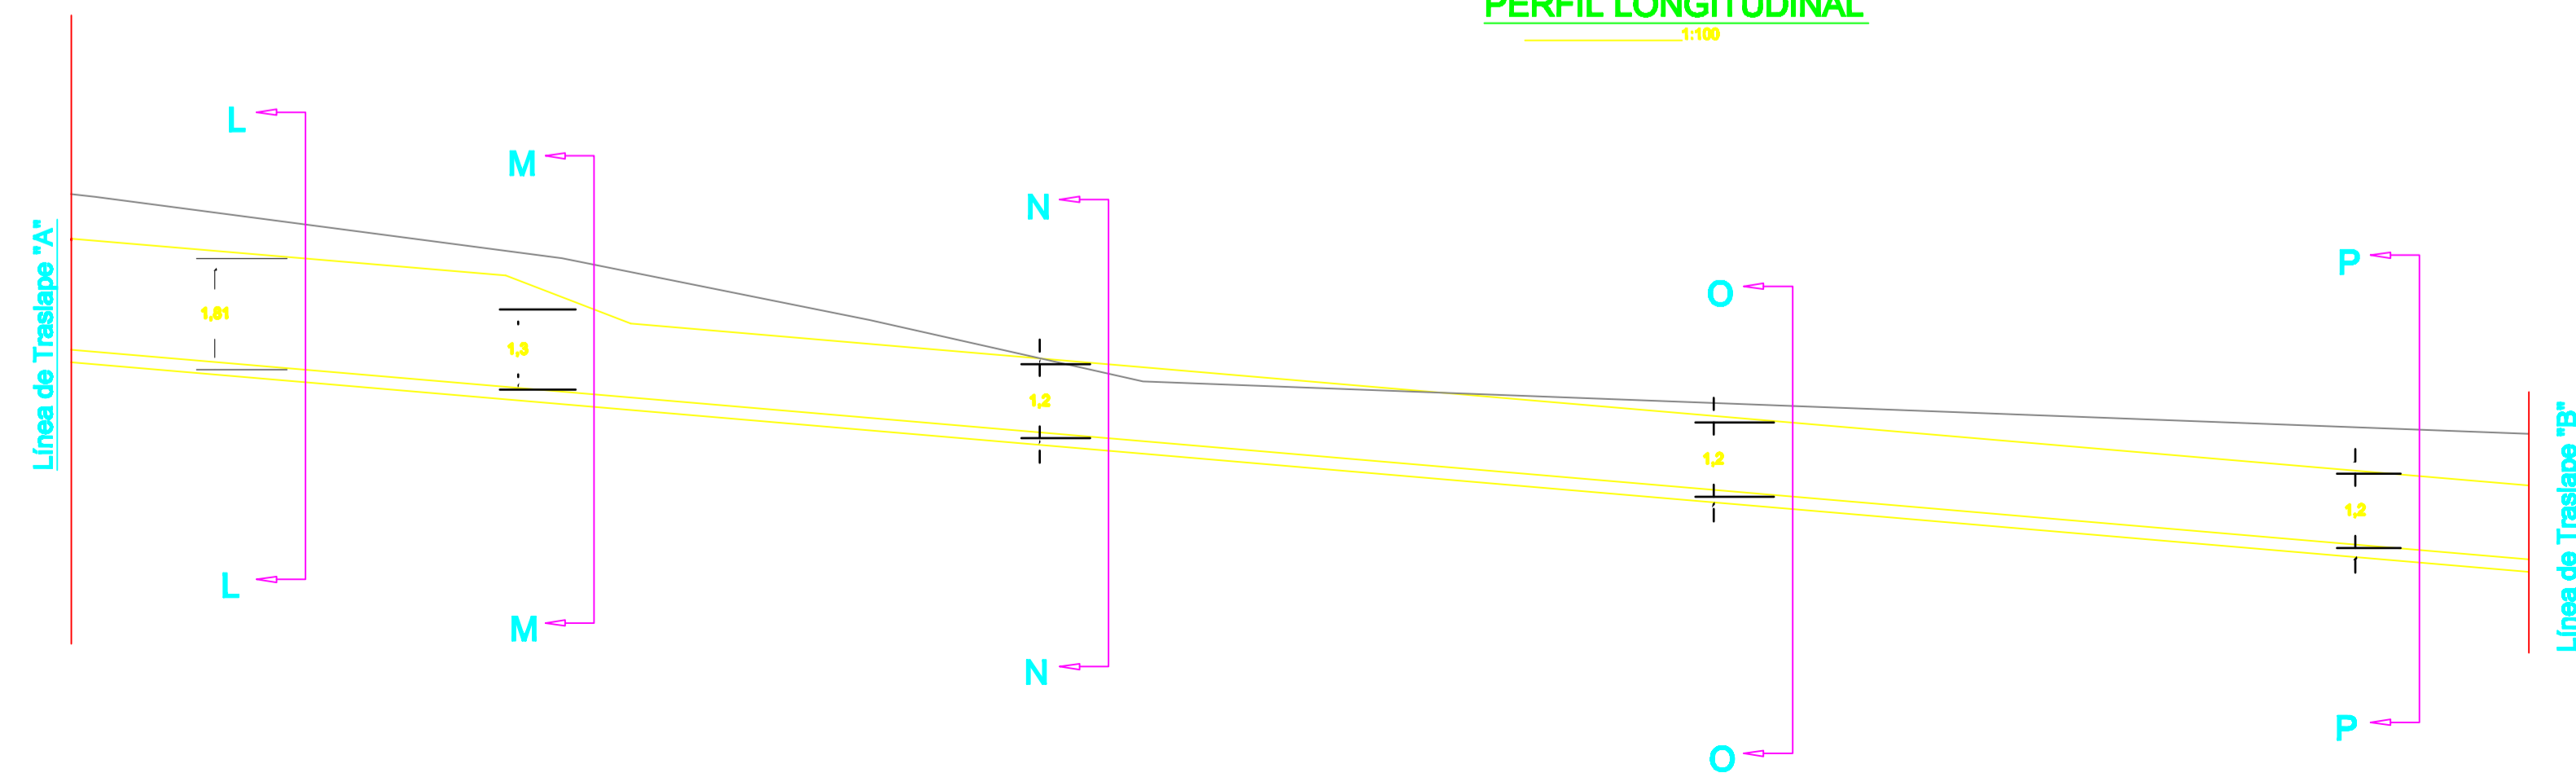 PERFIL LONGITUDINAL
1:100
L
M
N
O
P
Línea de Traslape "A"
1,81
1,3
1,2
1,2
1,2
Línea de Traslape "B"
L
M
N
O
P